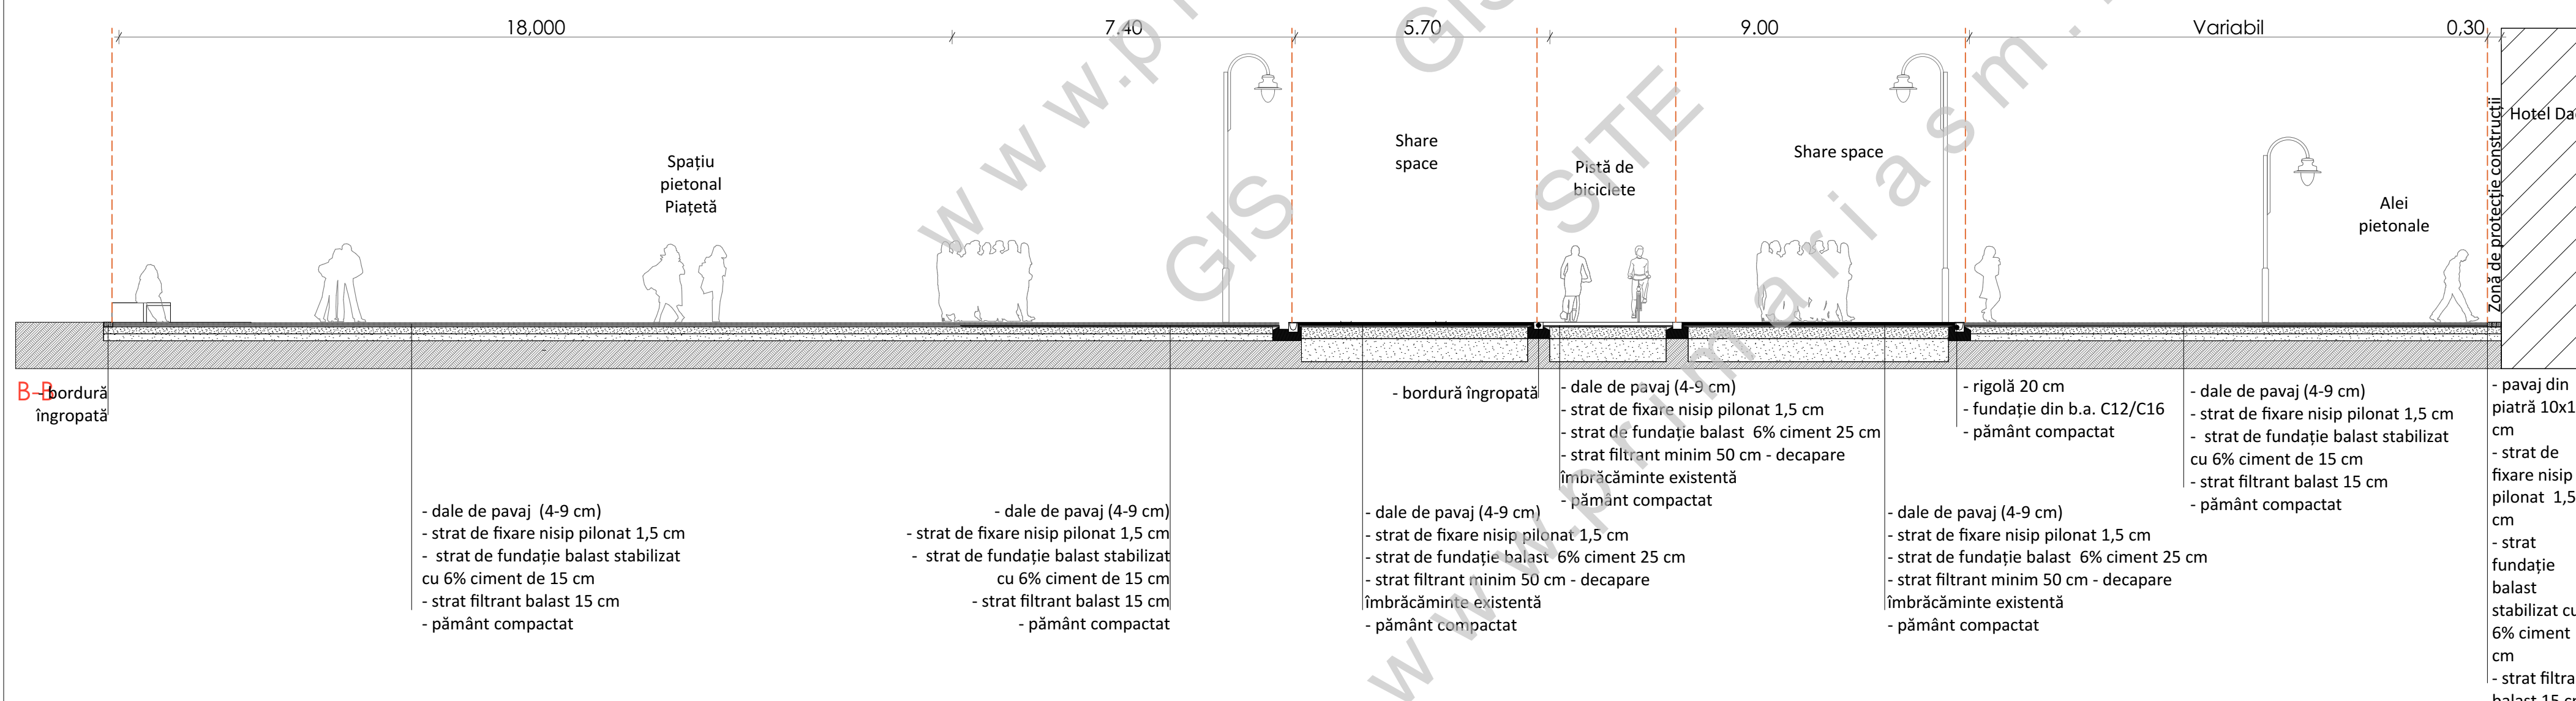 18,000
7.40
5.70
9.00
Variabil
0,30
Spațiu
pietonal
Piațetă
Share
space
Pistă de
biciclete
Share space
Alei
pietonale
Zonă de protecție construcții
Hotel
B-B
- bordură
îngropată
- dale de pavaj (4-9 cm)
- strat de fixare nisip pilonat 1,5 cm
- strat de fundație balast stabilizat
cu 6% ciment de 15 cm
- strat filtrant balast 15 cm
- pământ compactat
- dale de pavaj (4-9 cm)
- strat de fixare nisip pilonat 1,5 cm
- strat de fundație balast stabilizat
cu 6% ciment de 15 cm
- strat filtrant balast 15 cm
- pământ compactat
- bordură îngropată
- dale de pavaj (4-9 cm)
- strat de fixare nisip pilonat 1,5 cm
- strat de fundație balast 6% ciment 25 cm
- strat filtrant minim 50 cm - decapare
îmbrăcăminte existentă
- pământ compactat
- dale de pavaj (4-9 cm)
- strat de fixare nisip pilonat 1,5 cm
- strat de fundație balast 6% ciment 25 cm
- strat filtrant minim 50 cm - decapare
îmbrăcăminte existentă
- pământ compactat
- rigolă 20 cm
- fundație din b.a. C12/C16
- pământ compactat
- dale de pavaj (4-9 cm)
- strat de fixare nisip pilonat 1,5 cm
- strat de fundație balast 6% ciment 25 cm
- strat filtrant minim 50 cm - decapare
îmbrăcăminte existentă
- pământ compactat
- dale de pavaj (4-9 cm)
- strat de fixare nisip pilonat 1,5 cm
- strat de fundație balast stabilizat
cu 6% ciment de 15 cm
- strat filtrant balast 15 cm
- pământ compactat
- pavaj din
piatră
cm
- strat de
fixare nisip
pilonat 1,5
cm
- strat
fundație
balast
stabilizat
6% ciment
cm
- strat
GIS
SITE
GIS
www.p
www.primariasm.